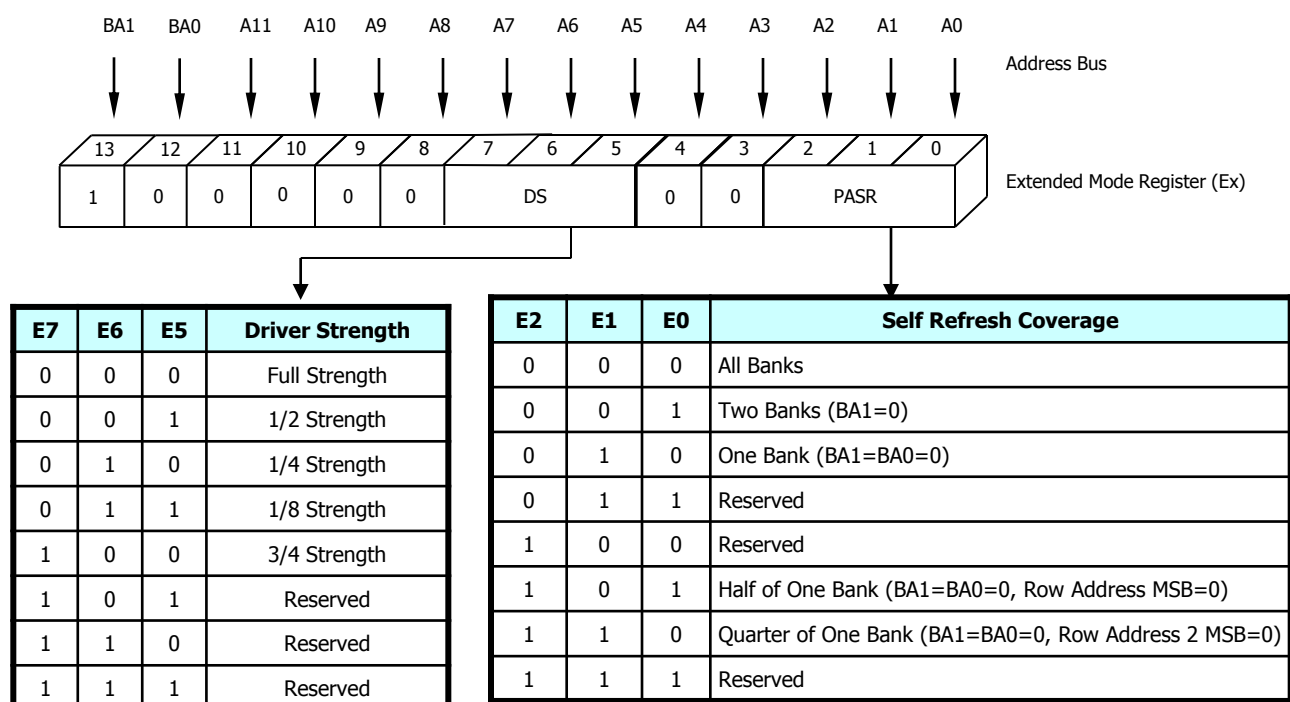 BA1 BA0 A11 A10 A9 A8 A7 A6 A5 A4 A3 A2 A1 A0
Address Bus
13 12 11 10 9 8 7 6 5 4 3 2 1 0
1 0 0 0 0 0 DS 0 0 PASR
Extended Mode Register (Ex)
E7 E6 E5 Driver Strength
0 0 0 Full Strength
0 0 1 1/2 Strength
0 1 0 1/4 Strength
0 1 1 1/8 Strength
1 0 0 3/4 Strength
1 0 1 Reserved
1 1 0 Reserved
1 1 1 Reserved
E2 E1 E0 Self Refresh Coverage
0 0 0 All Banks
0 0 1 Two Banks (BA1=0)
0 1 0 One Bank (BA1=BA0=0)
0 1 1 Reserved
1 0 0 Reserved
1 0 1 Half of One Bank (BA1=BA0=0, Row Address MSB=0)
1 1 0 Quarter of One Bank (BA1=BA0=0, Row Address 2 MSB=0)
1 1 1 Reserved